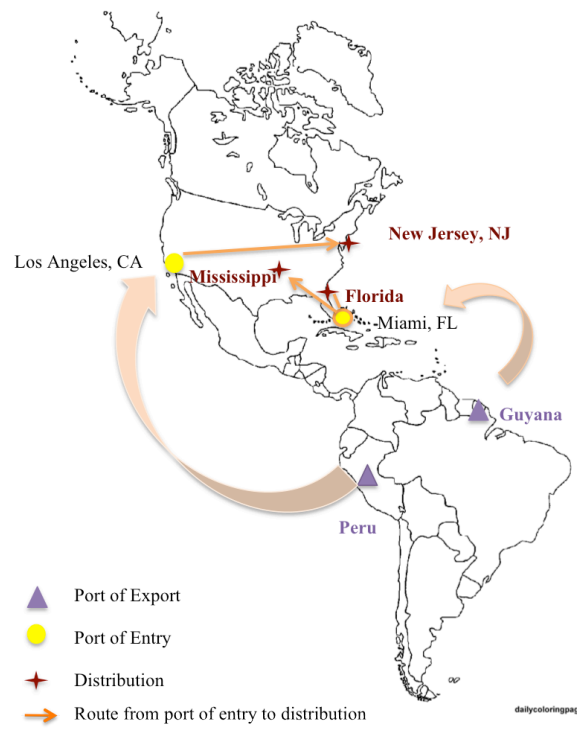 New Jersey, NJ
Los Angeles, CA
Mississippi
Florida
Miami, FL
Guyana
Peru
Port of Export
Port of Entry
Distribution
Route from port of entry to distribution
dailycoloringpag